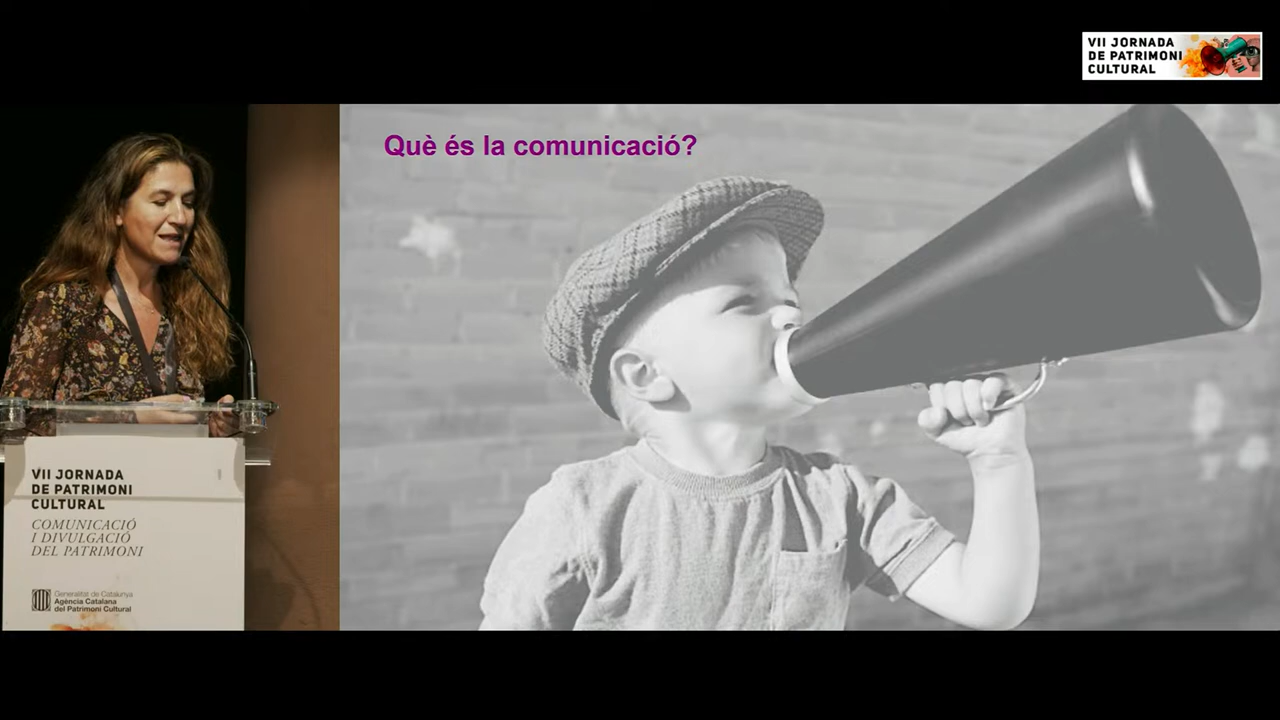 VII JORNADA
DE PATRIMONI
CULTURAL
Què és la comunicació?
VII JORNADA
DE PATRIMONI
CULTURAL
COMUNICACIÓ
I DIVULGACIÓ
DEL PATRIMONI
Generalitat de Catalunya
Agència Catalana
del Patrimoni Cultural